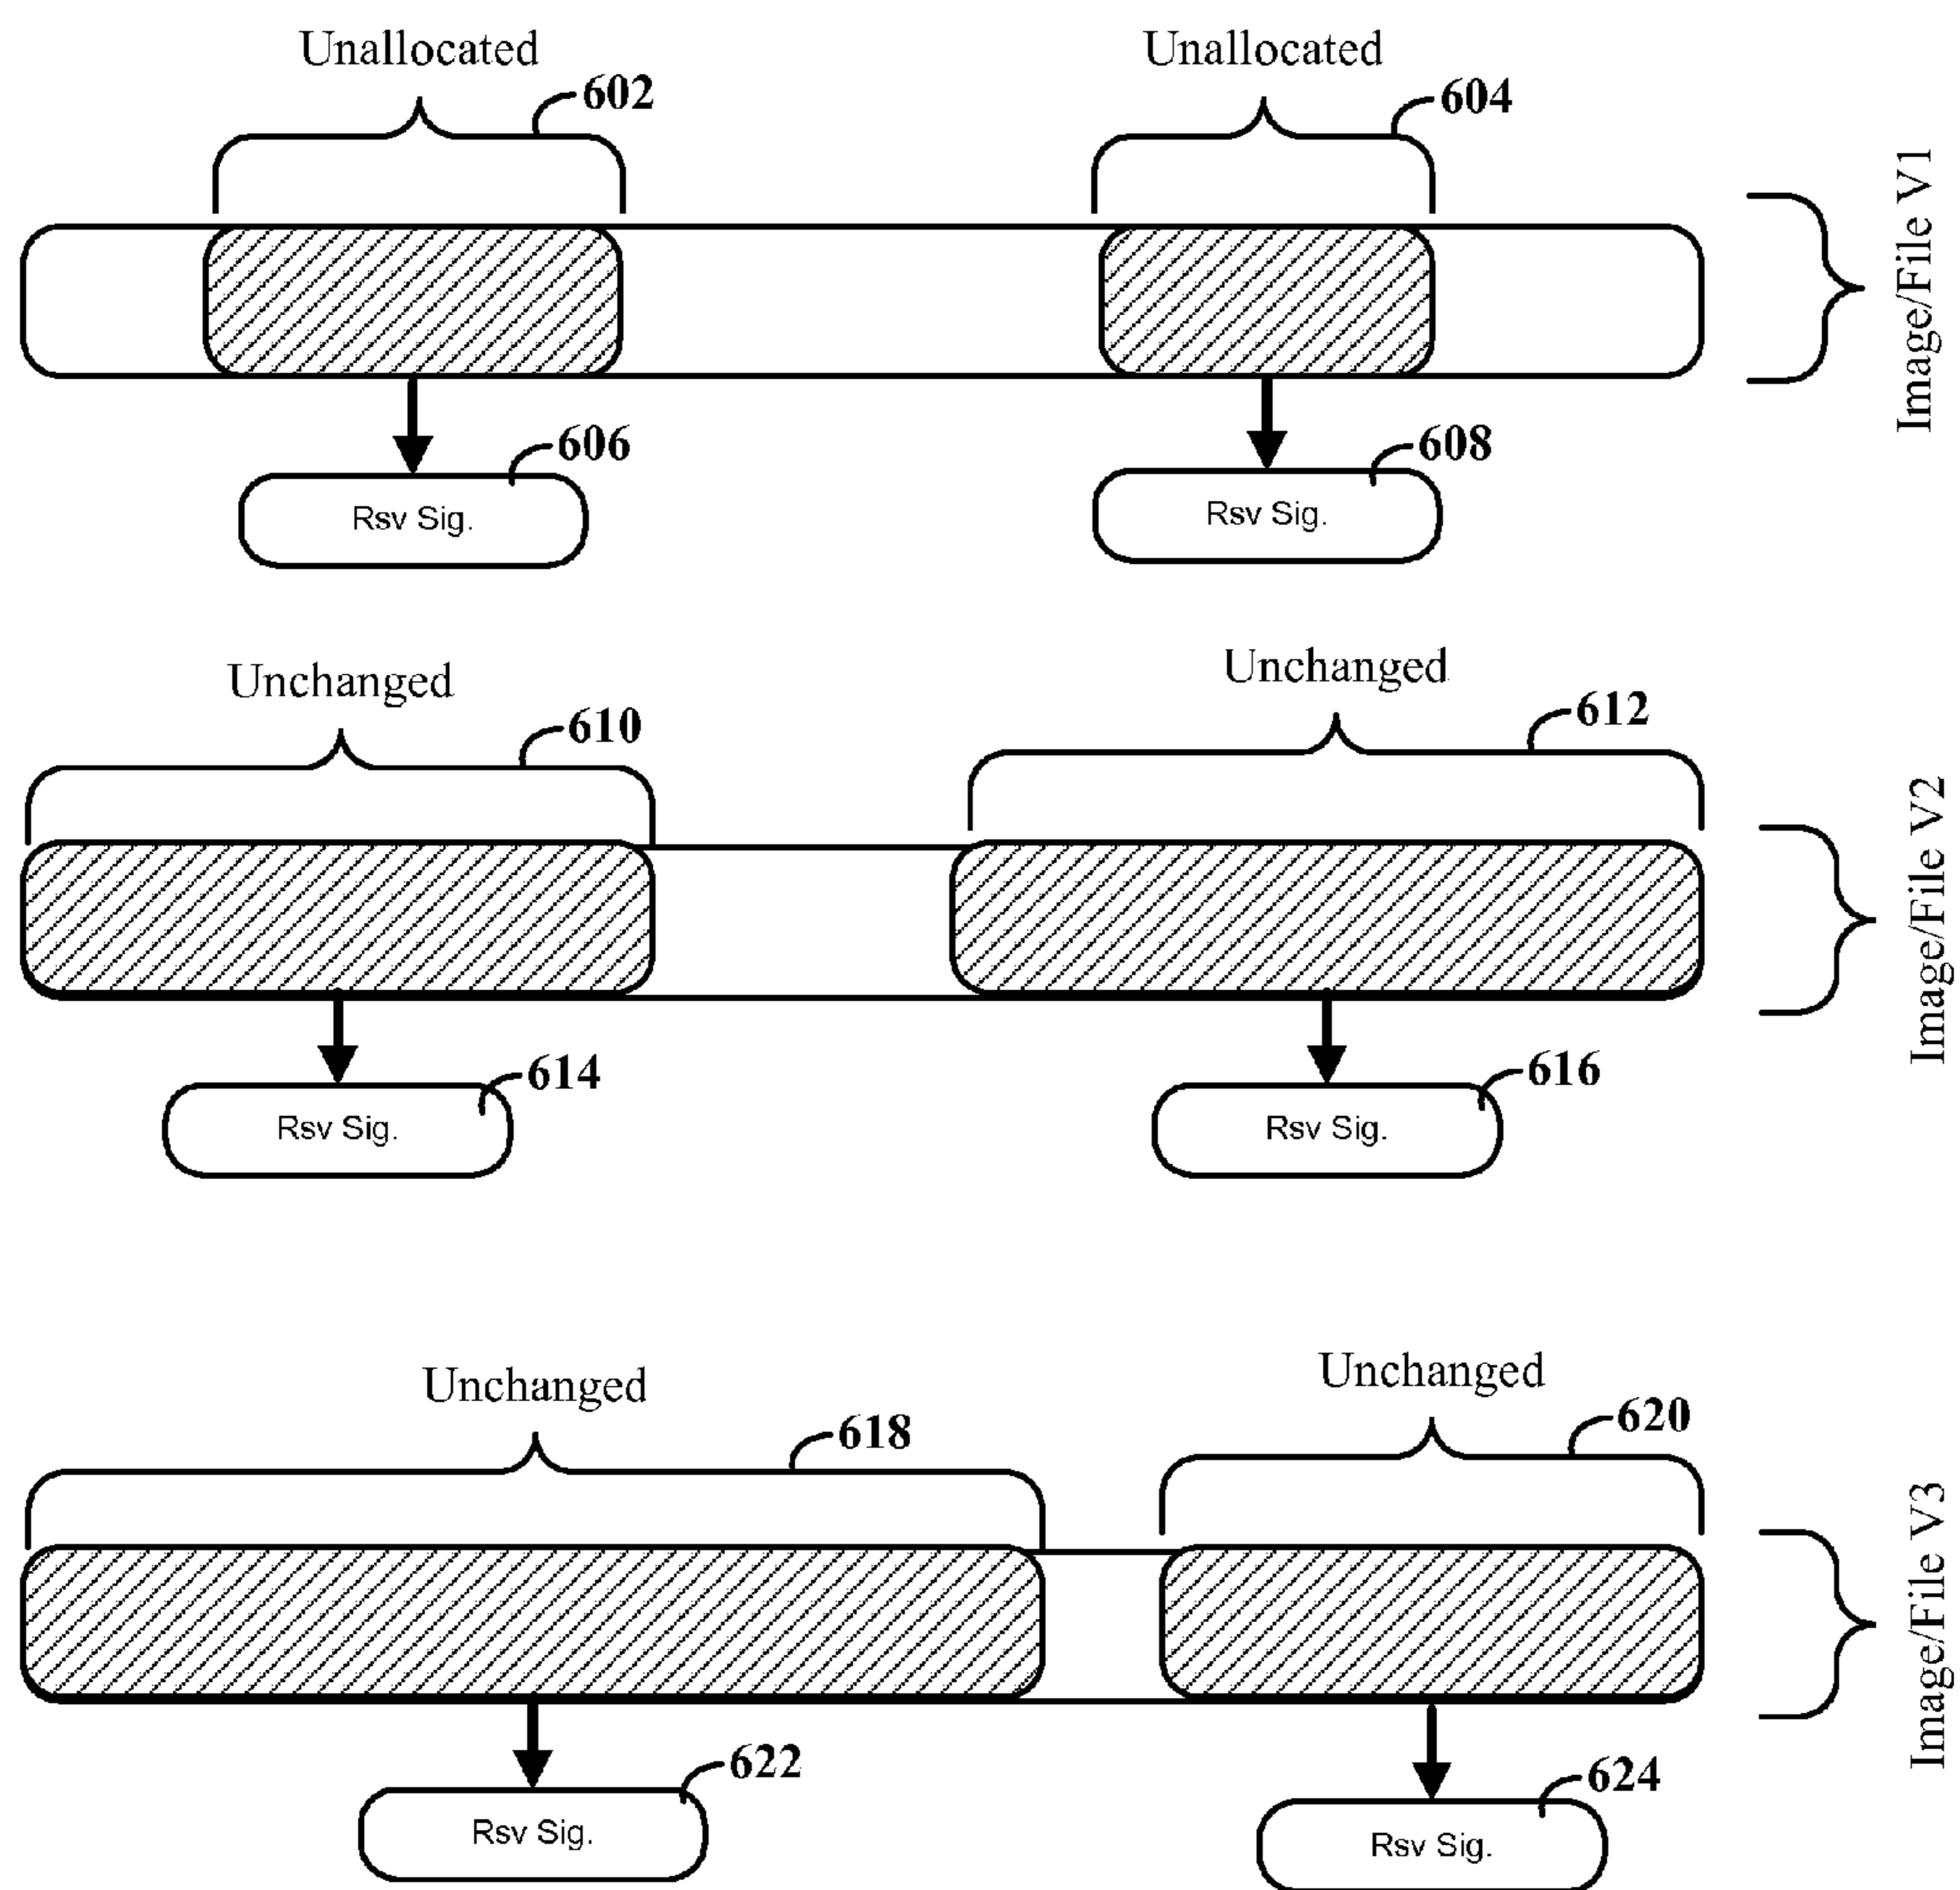 Unallocated
602
Unallocated
604
Image/File V1
606
Rsv Sig.
608
Rsv Sig.
Unchanged
610
Unchanged
612
Image/File V2
614
Rsv Sig.
616
Rsv Sig.
Unchanged
618
Unchanged
620
Image/File V3
622
Rsv Sig.
624
Rsv Sig.